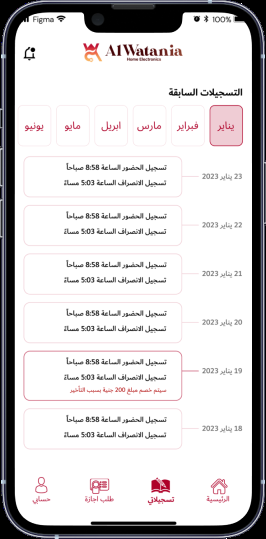 Figma 100%
A1Watania
Home Electronics
التسجيلات السابقة
يناير فبراير مارس ابريل مايو يونيو
23 يناير 2023
تسجيل الحضور الساعة 8:58 صباحاً
تسجيل الانصراف الساعة 5:03 مساءً
22 يناير 2023
تسجيل الحضور الساعة 8:58 صباحاً
تسجيل الانصراف الساعة 5:03 مساءً
21 يناير 2023
تسجيل الحضور الساعة 8:58 صباحاً
تسجيل الانصراف الساعة 5:03 مساءً
20 يناير 2023
تسجيل الحضور الساعة 8:58 صباحاً
تسجيل الانصراف الساعة 5:03 مساءً
19 يناير 2023
تسجيل الحضور الساعة 8:58 صباحاً
تسجيل الانصراف الساعة 5:03 مساءً
سيتم خصم مبلغ 200 جنية بسبب التأخير
18 يناير 2023
تسجيل الحضور الساعة 8:58 صباحاً
تسجيل الانصراف الساعة 5:03 مساءً
الرئيسية تسجيلاتي طلب اجازة حسابي